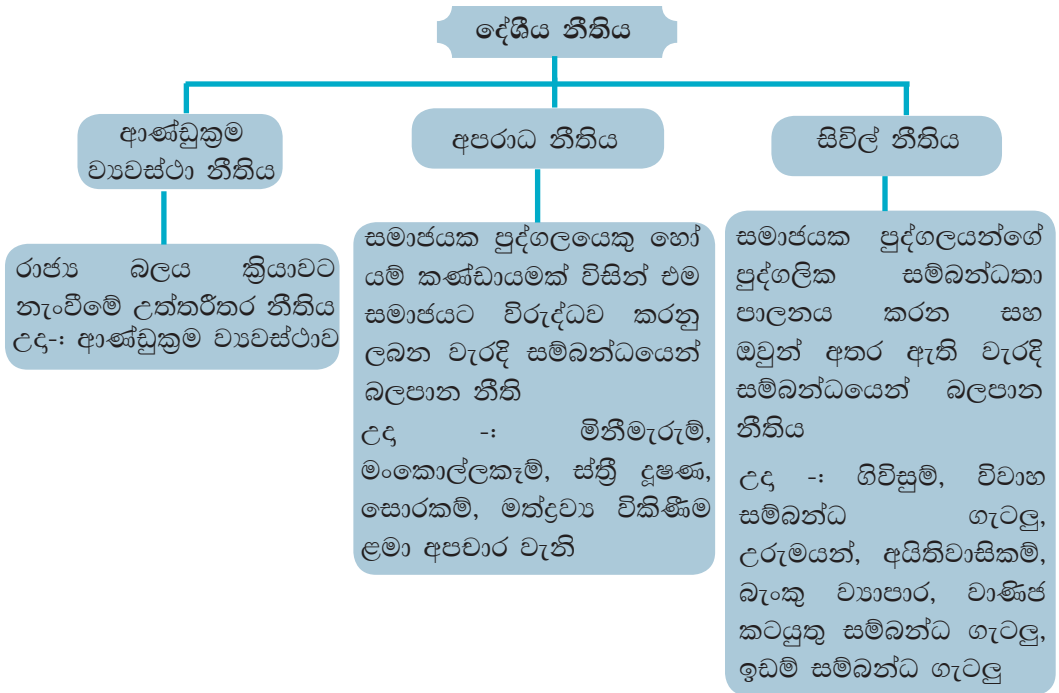 දේශීය නීතිය
ආණ්ඩුක්‍රම
ව්‍යවස්ථා නීතිය
රාජ්‍ය බලය ක්‍රියාවට
නැංවීමේ උත්තරීතර නීතිය
උදා-: ආණ්ඩුක්‍රම ව්‍යවස්ථාව
අපරාධ නීතිය
සමාජයක පුද්ගලයෙකු හෝ
යම් කණ්ඩායමක් විසින් එම
සමාජයට විරුද්ධව කරනු
ලබන වැරදි සම්බන්ධයෙන්
බලපාන නීති
උදා -: මිනීමැරුම්,
මංකොල්ලකෑම්, ස්ත්‍රී දූෂණ,
සොරකම්, මත්ද්‍රව්‍ය විකිණීම
ළමා අපචාර වැනි
සිවිල් නීතිය
සමාජයක පුද්ගලයන්ගේ
පුද්ගලික සම්බන්ධතා
පාලනය කරන සහ
ඔවුන් අතර ඇති වැරදි
සම්බන්ධයෙන් බලපාන
නීතිය
උදා -: ගිවිසුම්, විවාහ
සම්බන්ධ ගැටලු,
උරුමයන්, අයිතිවාසිකම්,
බැංකු ව්‍යාපාර, වාණිජ
කටයුතු සම්බන්ධ ගැටලු,
ඉඩම් සම්බන්ධ ගැටලු